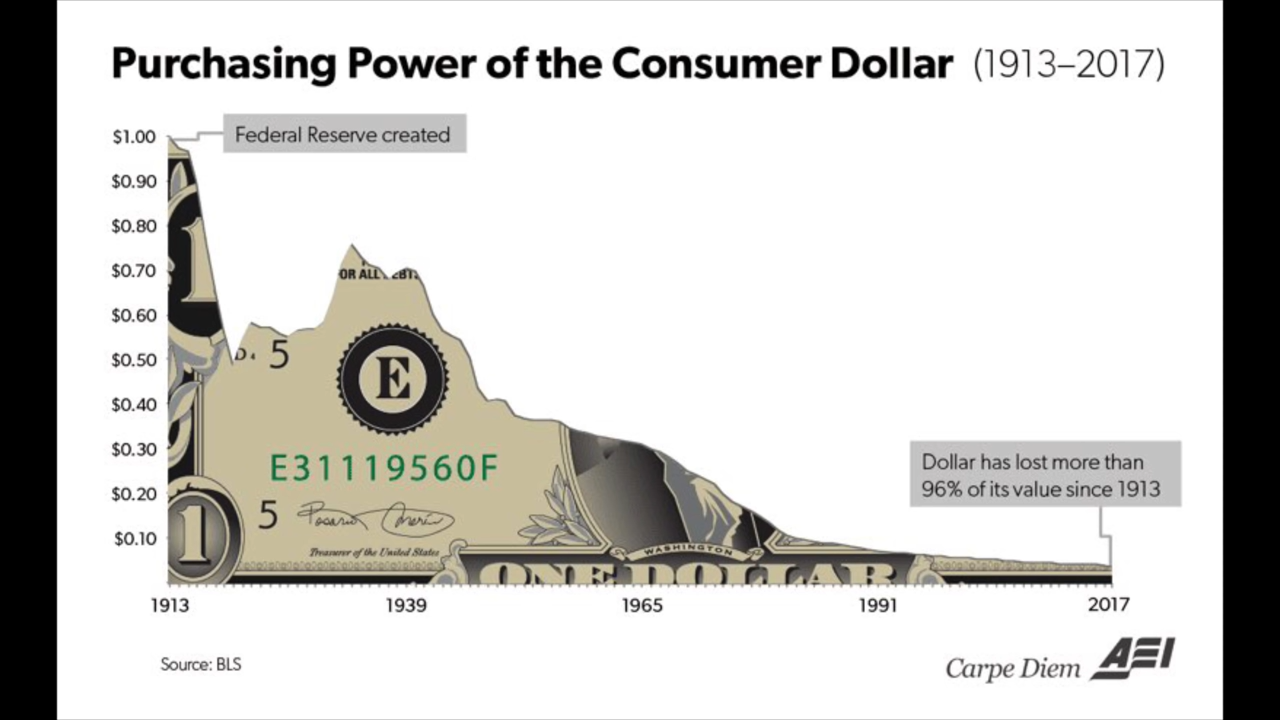 Purchasing Power of the Consumer Dollar (1913–2017)
$1.00
Federal Reserve created
$0.90
$0.80
$0.70
OR ALL
$0.60
$0.50
5
E
$0.40
$0.30
E31119560F
Dollar has lost more than
96% of its value since 1913
$0.20
1
5
$0.10
Treasurer of the United States
WASHINGTON
ONE DOLLAR
1913
1939
1965
1991
2017
Source: BLS
Carpe Diem AEI